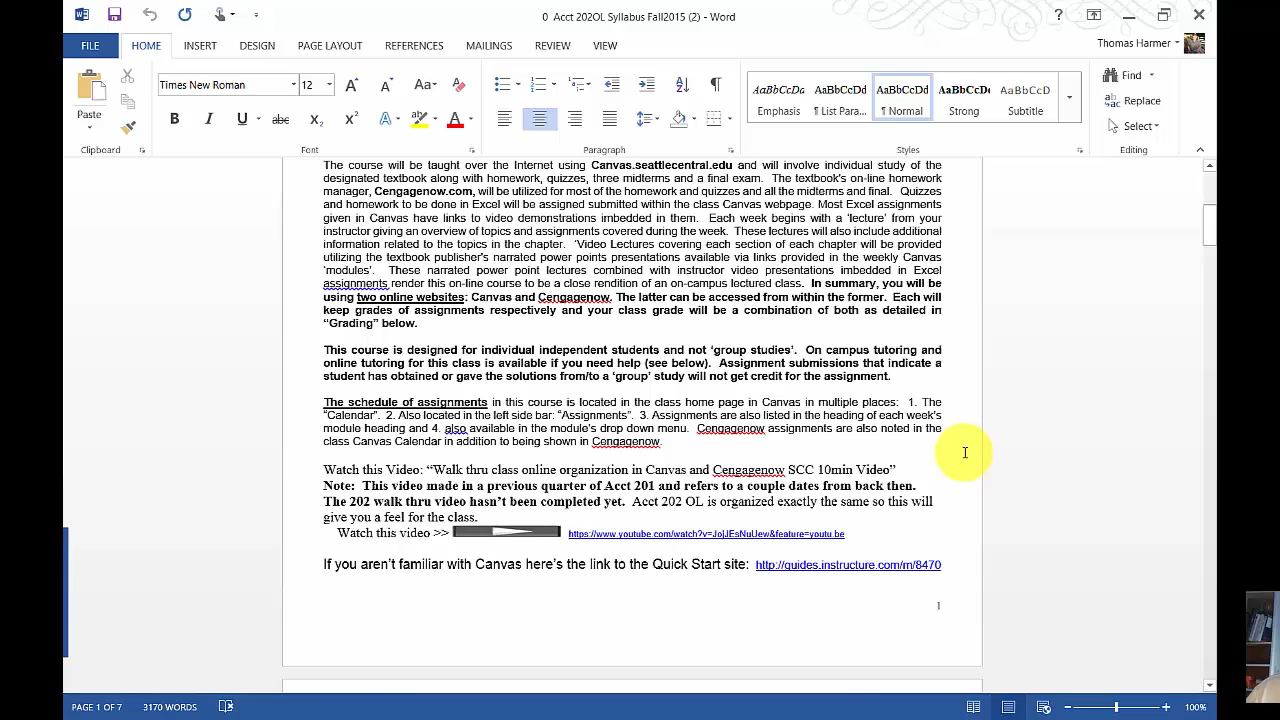 0 Acct 202OL Syllabus Fall2015 (2) - Word
FILE HOME INSERT DESIGN PAGE LAYOUT REFERENCES MAILINGS REVIEW VIEW Thomas Harmer
Times New Roman 12 Aa
Paste
B I U abc X2 X2 A A
AaBbCcDc AaBbCcDd AaBbCcDd AaBbCcDc AaBbCcD
Emphasis ¶ List Para... ¶ Normal Strong Subtitle
Find
Replace
Select
Clipboard Font Paragraph Styles Editing
The course will be taught over the Internet using Canvas.seattlecentral.edu and will involve individual study of the
designated textbook along with homework, quizzes, three midterms and a final exam. The textbook's on-line homework
manager, Cengagenow.com, will be utilized for most of the homework and quizzes and all the midterms and final. Quizzes
and homework to be done in Excel will be assigned submitted within the class Canvas webpage. Most Excel assignments
given in Canvas have links to video demonstrations imbedded in them. Each week begins with a 'lecture' from your
instructor giving an overview of topics and assignments covered during the week. These lectures will also include additional
information related to the topics in the chapter. 'Video Lectures covering each section of each chapter will be provided
utilizing the textbook publisher's narrated power points presentations available via links provided in the weekly Canvas
'modules'. These narrated power point lectures combined with instructor video presentations imbedded in Excel
assignments render this on-line course to be a close rendition of an on-campus lectured class. In summary, you will be
using two online websites: Canvas and Cengagenow. The latter can be accessed from within the former. Each will
keep grades of assignments respectively and your class grade will be a combination of both as detailed in
"Grading" below.
This course is designed for individual independent students and not 'group studies'. On campus tutoring and
online tutoring for this class is available if you need help (see below). Assignment submissions that indicate a
student has obtained or gave the solutions from/to a 'group' study will not get credit for the assignment.
The schedule of assignments in this course is located in the class home page in Canvas in multiple places: 1. The
"Calendar". 2. Also located in the left side bar: "Assignments". 3. Assignments are also listed in the heading of each week's
module heading and 4. also available in the module's drop down menu. Cengagenow assignments are also noted in the
class Canvas Calendar in addition to being shown in Cengagenow.
Watch this Video: "Walk thru class online organization in Canvas and Cengagenow SCC 10min Video"
Note: This video made in a previous quarter of Acct 201 and refers to a couple dates from back then.
The 202 walk thru video hasn't been completed yet. Acct 202 OL is organized exactly the same so this will
give you a feel for the class.
Watch this video >> https://www.youtube.com/watch?v=JojJEsNuUew&feature=youtu.be
If you aren't familiar with Canvas here's the link to the Quick Start site: http://guides.instructure.com/m/8470
1
PAGE 1 OF 7 3170 WORDS 100%